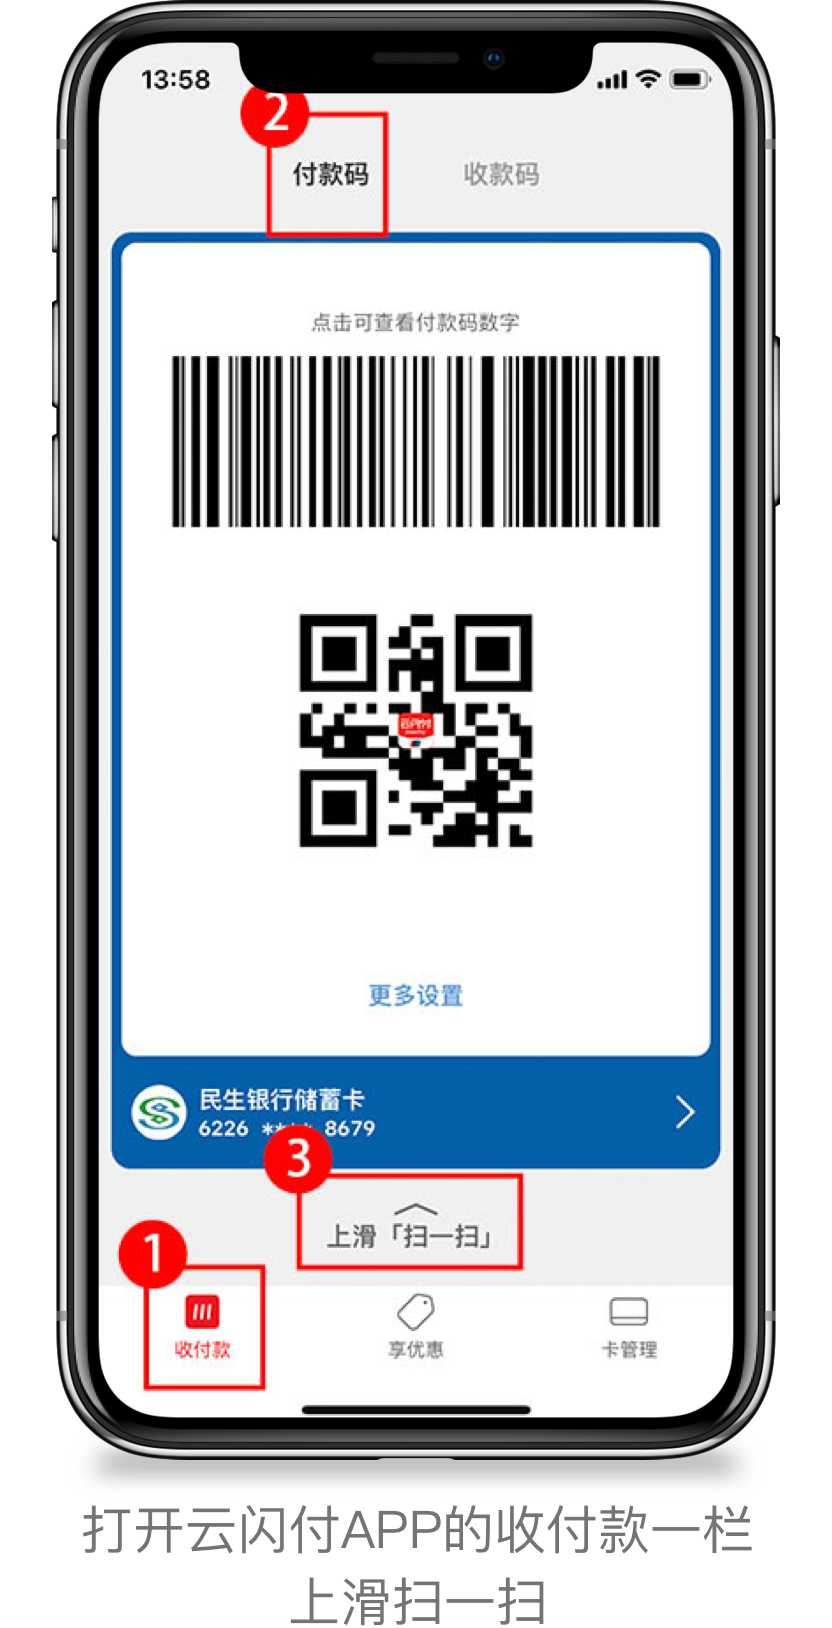 13:58
2
付款码
收款码
点击可查看付款码数字
云闪付
更多设置
民生银行储蓄卡
6226 **** 8679
3
上滑「扫一扫」
1
收付款
享优惠
卡管理
打开云闪付APP的收付款一栏
上滑扫一扫